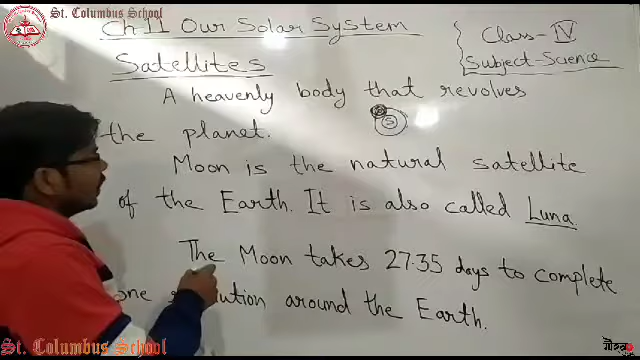 St. Columbus School
Ch-11 Our Solar System
Class-IV
Subject-Science
Satellites
A heavenly body that revolves
S
the planet.
Moon is the natural satellite
of the Earth. It is also called Luna.
The Moon takes 27.35 days to complete
one around the Earth.
St. Columbus School